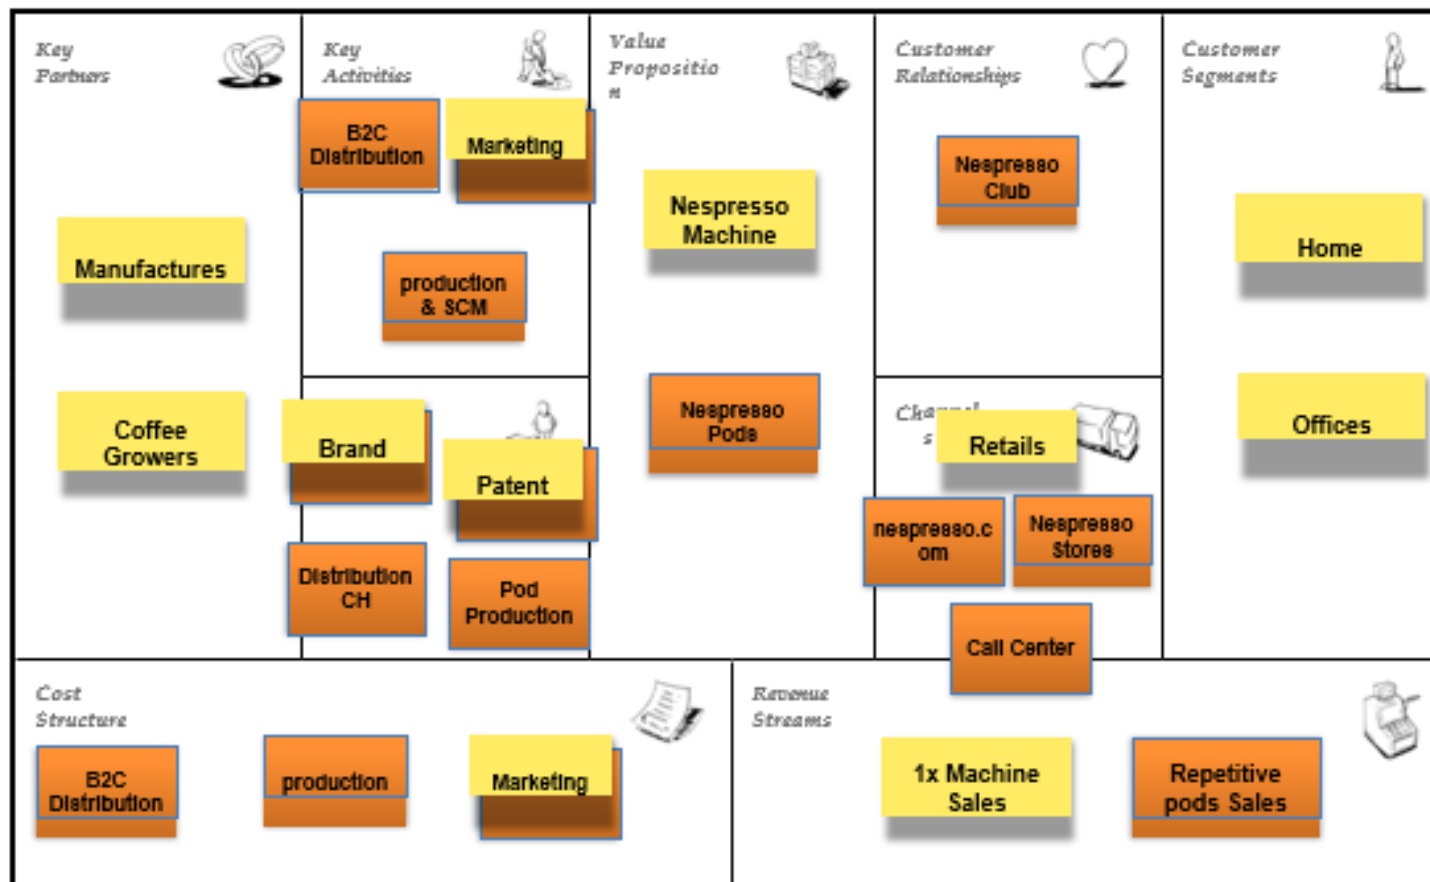 Key
Partners
Manufactures
Coffee
Growers
Key
Activities
B2C
Distribution
Marketing
production
& SCM
Brand
Patent
Distribution
CH
Pod
Production
Value
Propositio
n
Nespresso
Machine
Nespresso
Pods
Customer
Relationships
Nespresso
Club
Channel
s
Retails
nespresso.c
om
Nespresso
Stores
Call Center
Customer
Segments
Home
Offices
Cost
Structure
B2C
Distribution
production
Marketing
Revenue
Streams
1x Machine
Sales
Repetitive
pods Sales